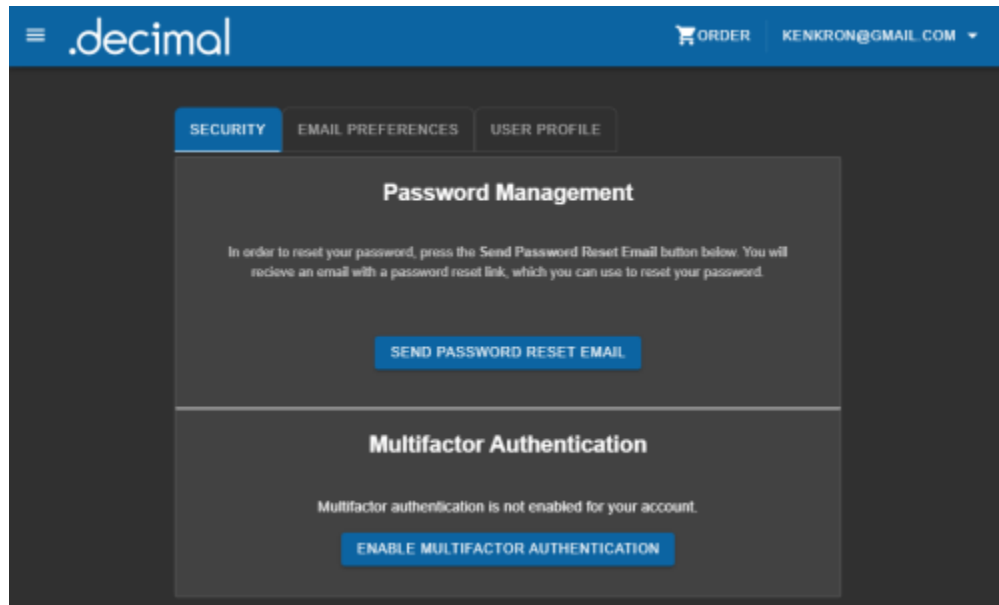 .decimal
ORDER
KENKRON@GMAIL.COM
SECURITY
EMAIL PREFERENCES
USER PROFILE
Password Management
In order to reset your password, press the Send Password Reset Email button below. You will
recieve an email with a password reset link, which you can use to reset your password.
SEND PASSWORD RESET EMAIL
Multifactor Authentication
Multifactor authentication is not enabled for your account.
ENABLE MULTIFACTOR AUTHENTICATION